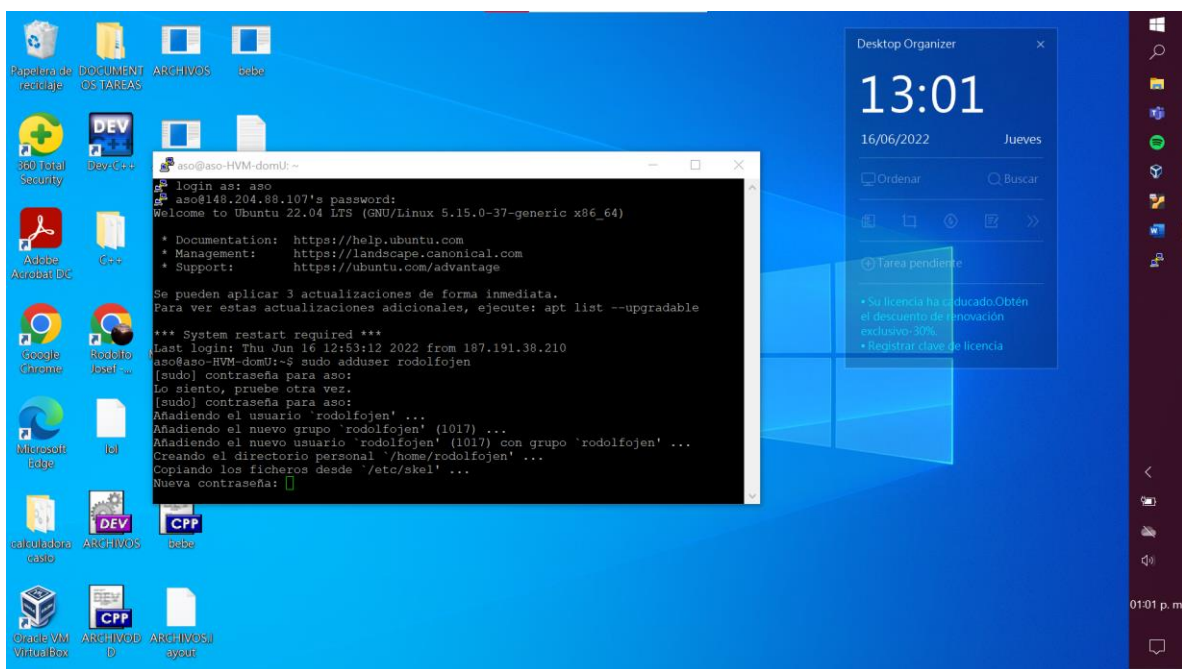 Papelera de
reciclaje
DOCUMENT
OS TAREAS
ARCHIVOS
bebe
360 Total
Security
DEV
C++
Dev-C++
Adobe
Acrobat DC
C++
Google
Chrome
Rodolfo
Josef -...
Microsoft
Edge
lol
calculadora
casio
DEV
ARCHIVOS
CPP
bebe
Oracle VM
VirtualBox
DEV
CPP
ARCHIVOD
D
ARCHIVOS.l
ayout
aso@aso-HVM-domU: ~
login as: aso
aso@148.204.88.107's password:
Welcome to Ubuntu 22.04 LTS (GNU/Linux 5.15.0-37-generic x86_64)
* Documentation: https://help.ubuntu.com
* Management: https://landscape.canonical.com
* Support: https://ubuntu.com/advantage
Se pueden aplicar 3 actualizaciones de forma inmediata.
Para ver estas actualizaciones adicionales, ejecute: apt list --upgradable
*** System restart required ***
Last login: Thu Jun 16 12:53:12 2022 from 187.191.38.210
aso@aso-HVM-domU:~$ sudo adduser rodolfojen
[sudo] contraseña para aso:
Lo siento, pruebe otra vez.
[sudo] contraseña para aso:
Añadiendo el usuario `rodolfojen' ...
Añadiendo el nuevo grupo `rodolfojen' (1017) ...
Añadiendo el nuevo usuario `rodolfojen' (1017) con grupo `rodolfojen' ...
Creando el directorio personal `/home/rodolfojen' ...
Copiando los ficheros desde `/etc/skel' ...
Nueva contraseña:
Desktop Organizer
13:01
16/06/2022 Jueves
Ordenar Buscar
Tarea pendiente
• Su licencia ha caducado.Obtén
el descuento de renovación
exclusivo-30%.
• Registrar clave de licencia
01:01 p. m